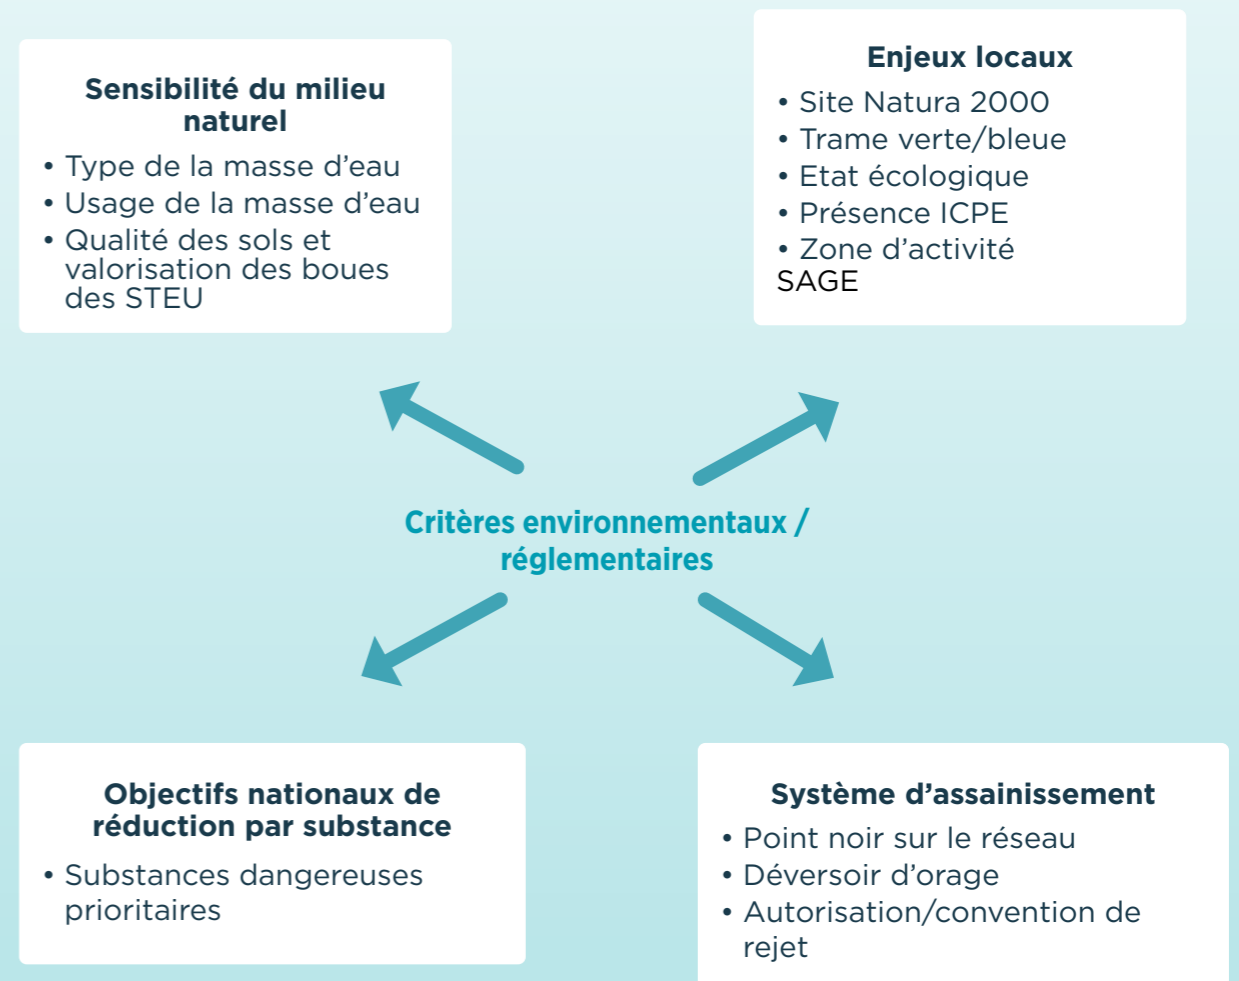 Sensibilité du milieu
naturel
• Type de la masse d'eau
• Usage de la masse d'eau
• Qualité des sols et
valorisation des boues
des STEU
Enjeux locaux
• Site Natura 2000
• Trame verte/bleue
• Etat écologique
• Présence ICPE
• Zone d'activité
SAGE
Critères environnementaux /
réglementaires
Objectifs nationaux de
réduction par substance
• Substances dangereuses
prioritaires
Système d'assainissement
• Point noir sur le réseau
• Déversoir d'orage
• Autorisation/convention de
rejet